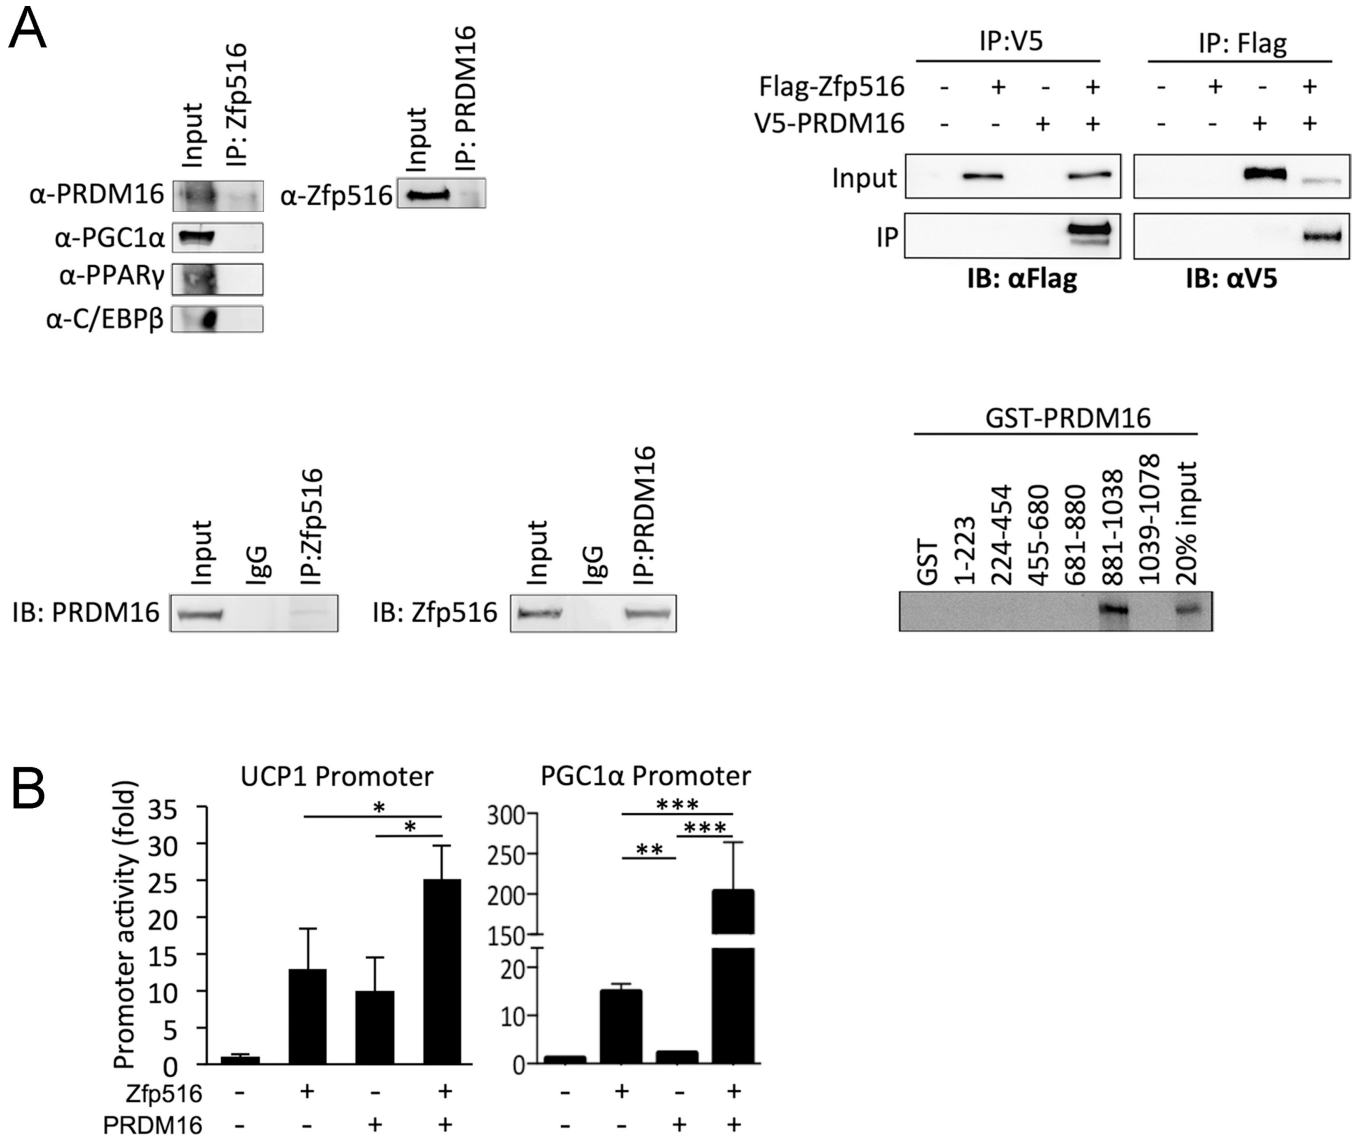 A
Input
IP: Zfp516
α-PRDM16
α-PGC1α
α-PPARγ
α-C/EBPβ
Input
IP: PRDM16
α-Zfp516
IP:V5 IP: Flag
Flag-Zfp516 - + - + - + - +
V5-PRDM16 - - + + - - + +
Input
IP
IB: αFlag IB: αV5
Input
IgG
IP:Zfp516
IB: PRDM16
Input
IgG
IP:PRDM16
IB: Zfp516
GST-PRDM16
GST
1-223
224-454
455-680
681-880
881-1038
1039-1078
20% input
B
UCP1 Promoter
Promoter activity (fold)
35
30
25
20
15
10
5
0
*
*
Zfp516 - + - +
PRDM16 - - + +
PGC1α Promoter
300
250
200
150
20
10
0
***
***
**
- + - +
- - + +